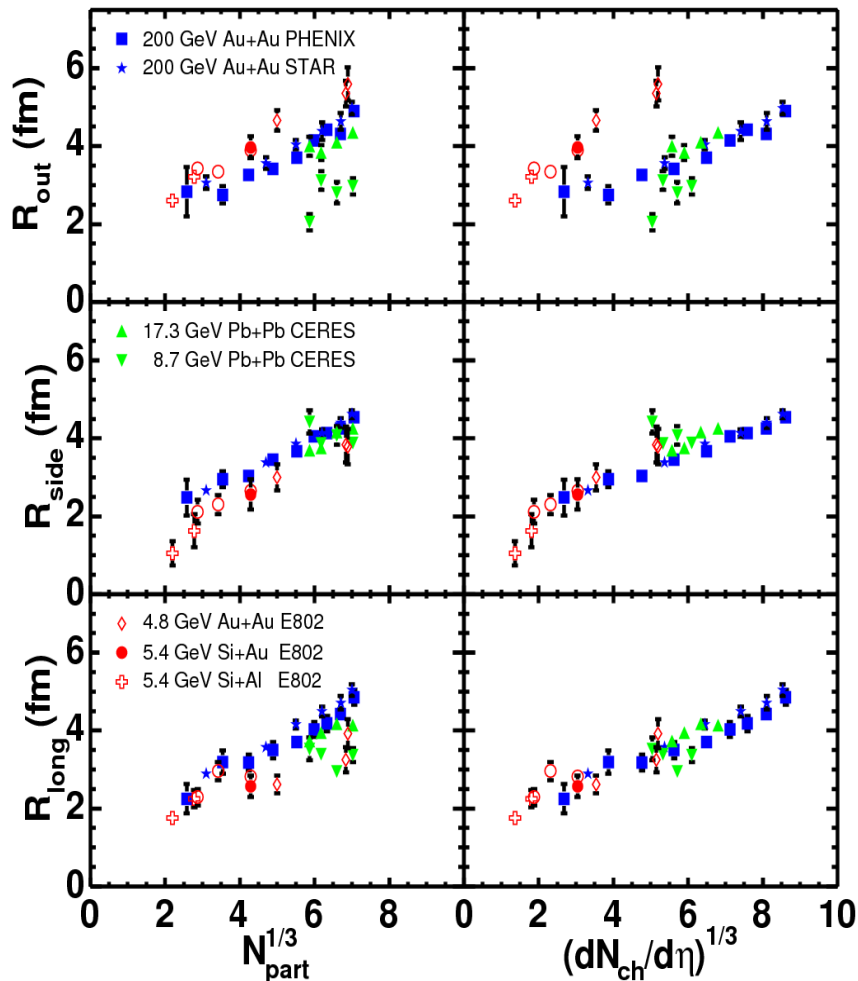 200 GeV Au+Au PHENIX
200 GeV Au+Au STAR
R_out (fm)
6
4
2
0
17.3 GeV Pb+Pb CERES
8.7 GeV Pb+Pb CERES
R_side (fm)
6
4
2
0
4.8 GeV Au+Au E802
5.4 GeV Si+Au E802
5.4 GeV Si+Al E802
R_long (fm)
6
4
2
0
0 2 4 6 8 2 4 6 8 10
N_part^1/3
(dN_ch/dη)^1/3